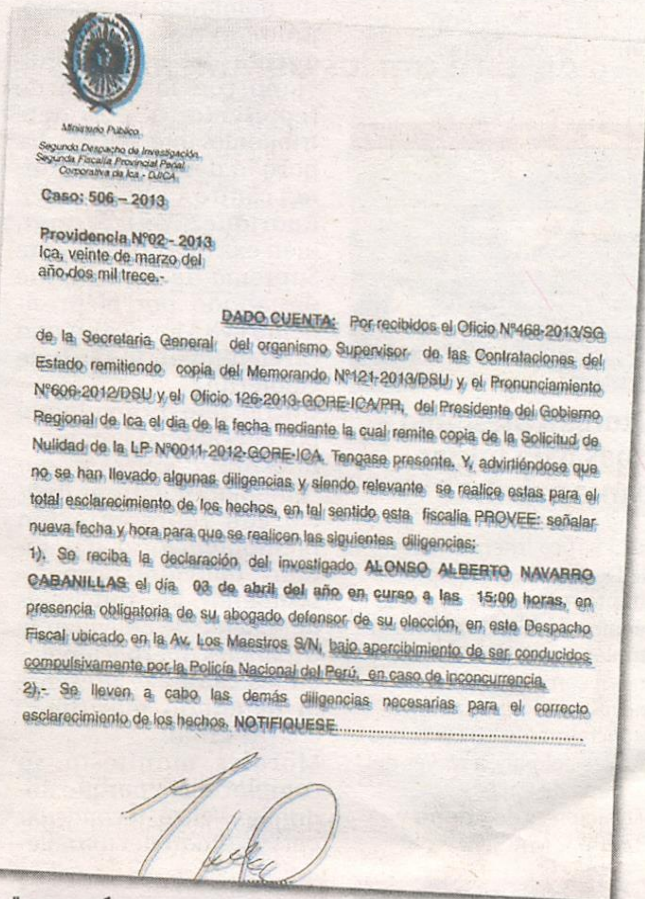 Ministerio Público
Segundo Despacho de Investigación
Segunda Fiscalía Provincial Penal
Corporativa de Ica - DJICA
Caso: 506 – 2013
Providencia Nº02 - 2013
Ica, veinte de marzo del
año dos mil trece.-
DADO CUENTA: Por recibidos el Oficio Nº468-2013/SG
de la Secretaria General del organismo Supervisor de las Contrataciones del
Estado remitiendo copia del Memorando Nº121-2013/DSU y el Pronunciamiento
Nº606-2012/DSU y el Oficio 126-2013-GORE-ICA/PR, del Presidente del Gobierno
Regional de Ica el dia de la fecha mediante la cual remite copia de la Solicitud de
Nulidad de la LP Nº0011-2012-GORE-ICA. Tengase presente. Y, advirtiéndose que
no se han llevado algunas diligencias y siendo relevante se realice estas para el
total esclarecimiento de los hechos, en tal sentido esta fiscalía PROVEE: señalar
nueva fecha y hora para que se realicen las siguientes diligencias:
1). Se reciba la declaración del investigado ALONSO ALBERTO NAVARRO
CABANILLAS el día 03 de abril del año en curso a las 15:00 horas, en
presencia obligatoria de su abogado defensor de su elección, en este Despacho
Fiscal ubicado en la Av. Los Maestros S/N, bajo apercibimiento de ser conducidos
compulsivamente por la Policía Nacional del Perú, en caso de inconcurrencia.
2).- Se lleven a cabo las demás diligencias necesarias para el correcto
esclarecimiento de los hechos. NOTIFIQUESE..............................................